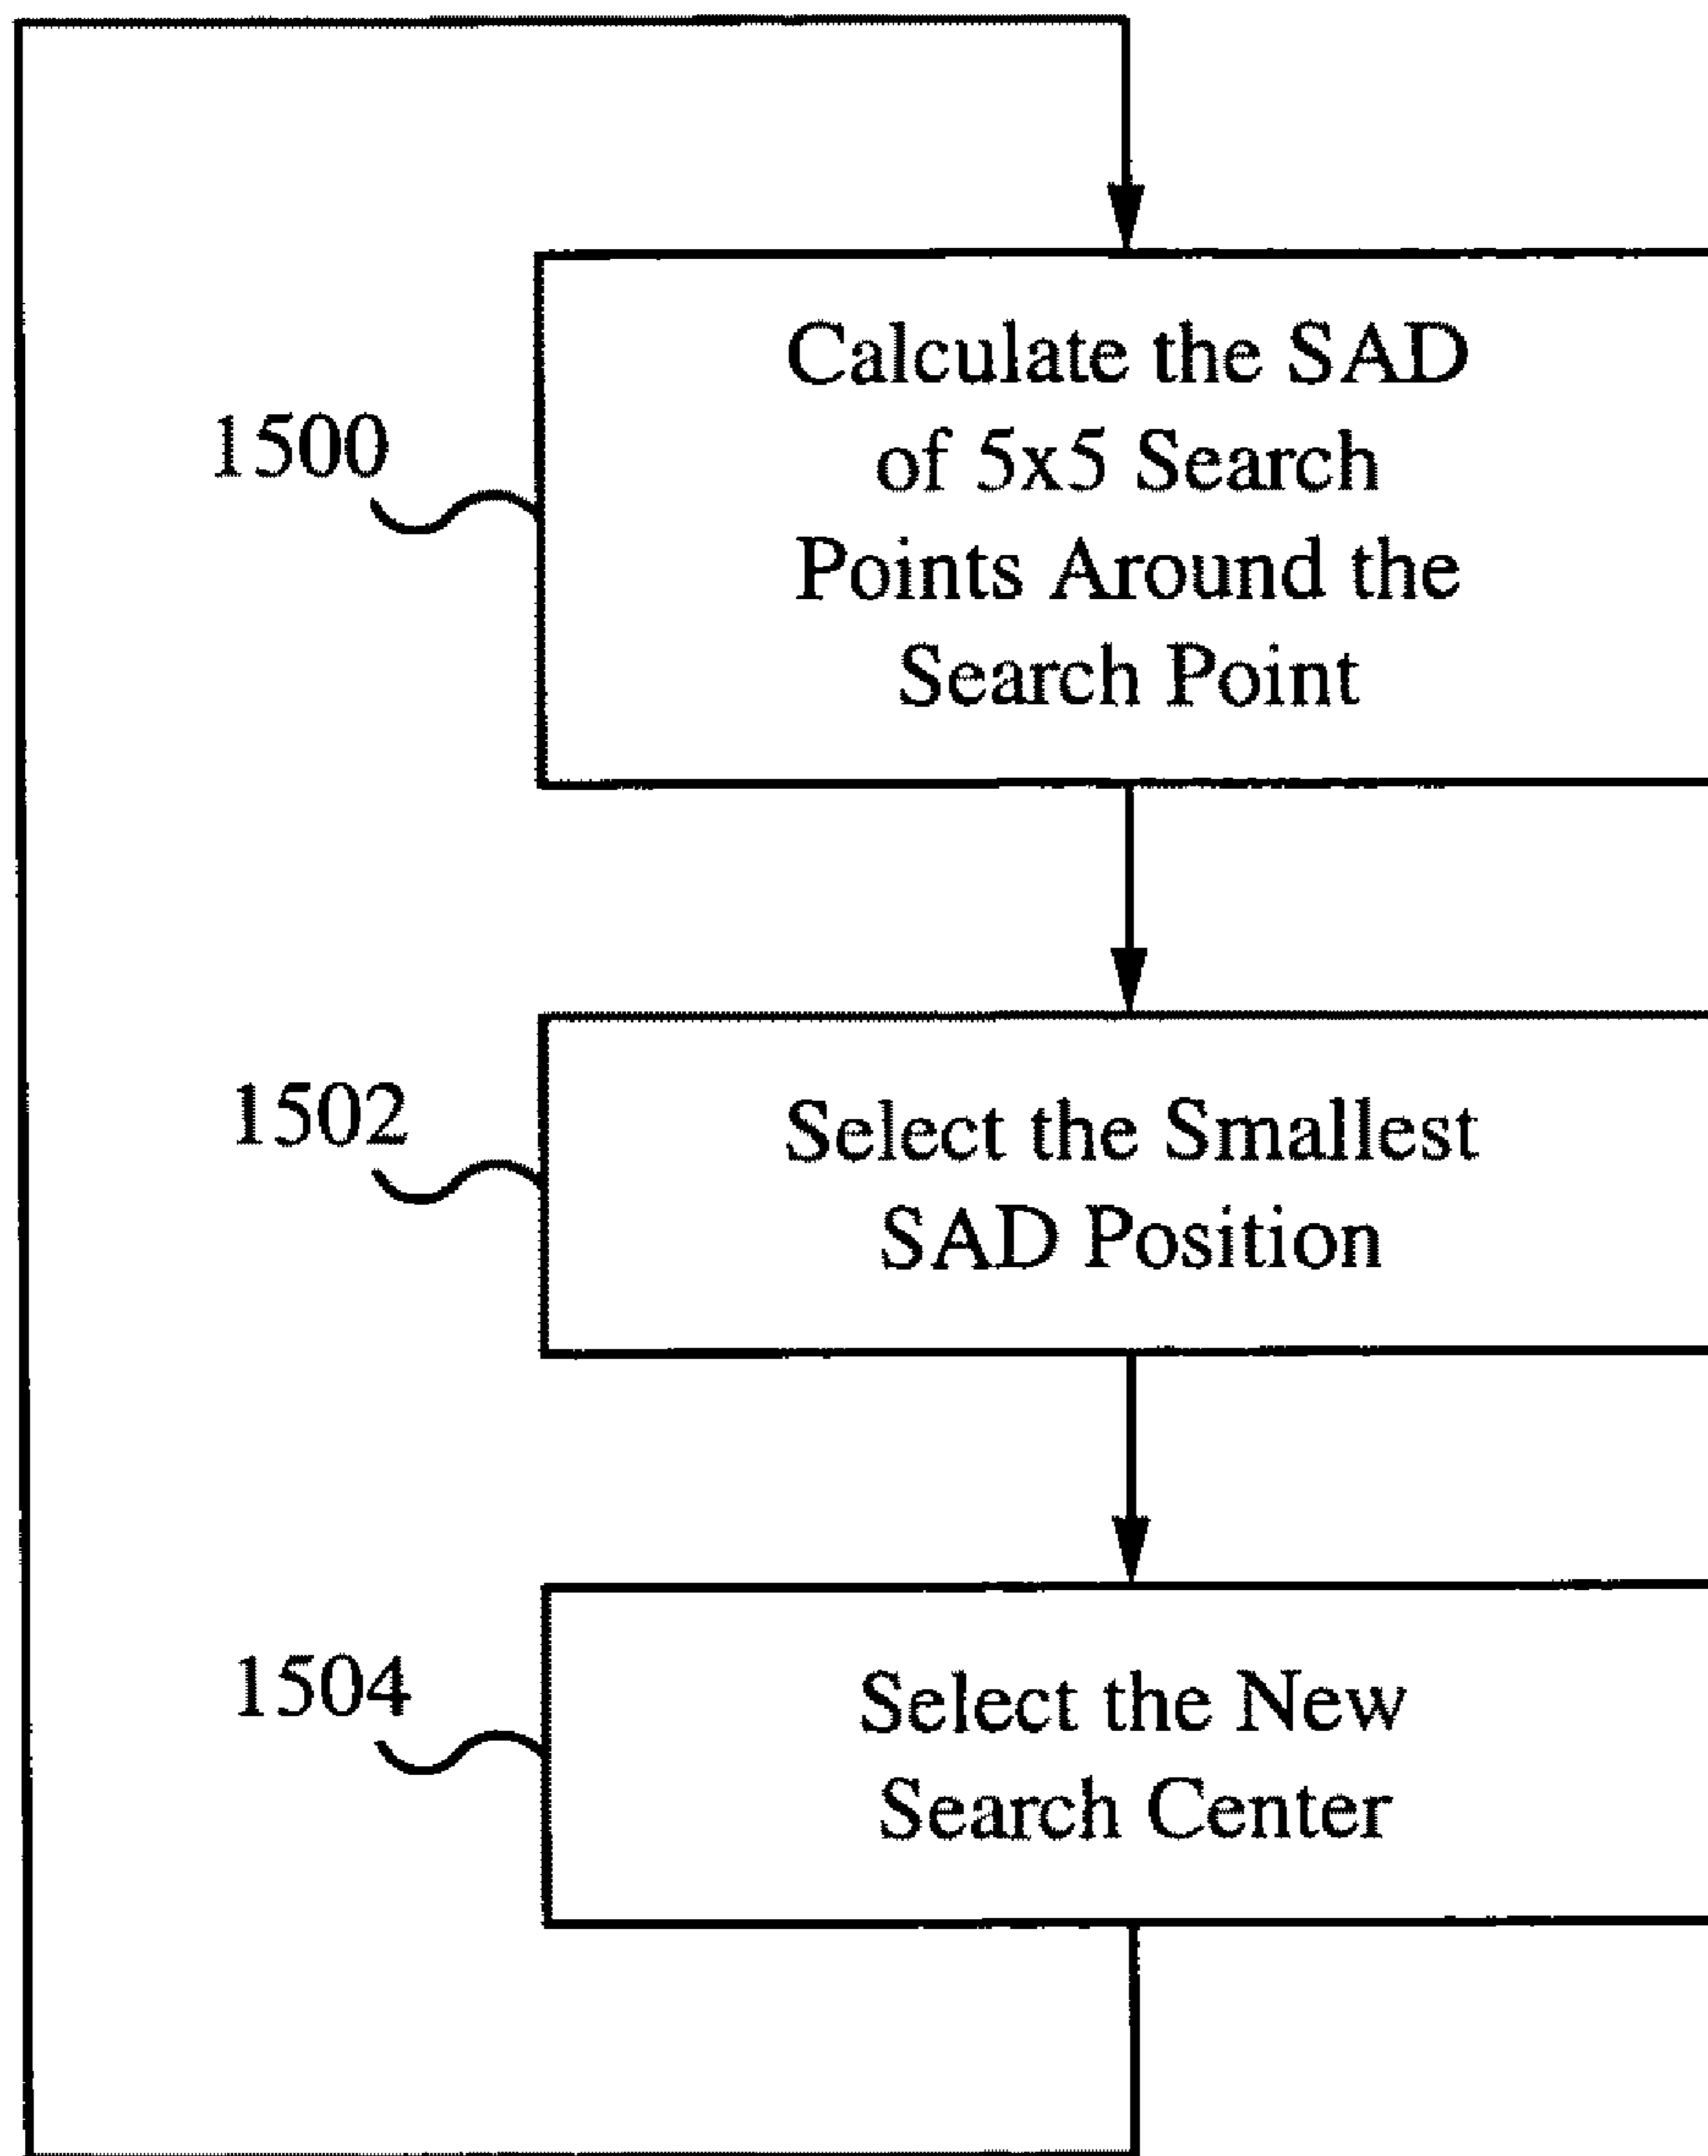 1500
Calculate the SAD
of 5x5 Search
Points Around the
Search Point
1502
Select the Smallest
SAD Position
1504
Select the New
Search Center